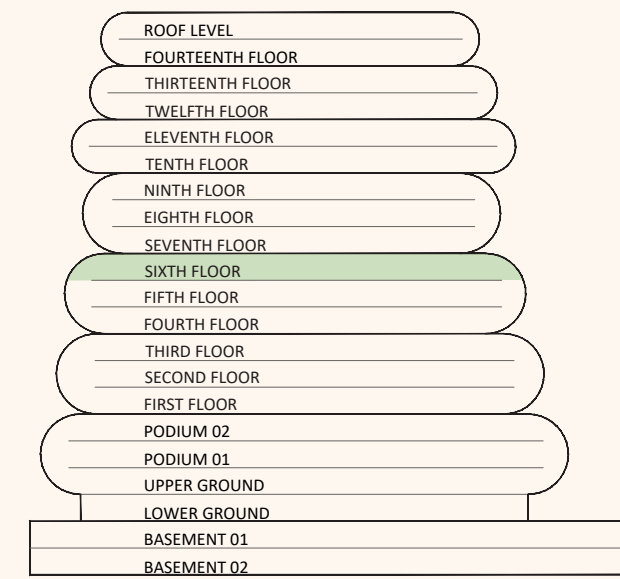 ROOF LEVEL
FOURTEENTH FLOOR
THIRTEENTH FLOOR
TWELFTH FLOOR
ELEVENTH FLOOR
TENTH FLOOR
NINTH FLOOR
EIGHTH FLOOR
SEVENTH FLOOR
SIXTH FLOOR
FIFTH FLOOR
FOURTH FLOOR
THIRD FLOOR
SECOND FLOOR
FIRST FLOOR
PODIUM 02
PODIUM 01
UPPER GROUND
LOWER GROUND
BASEMENT 01
BASEMENT 02